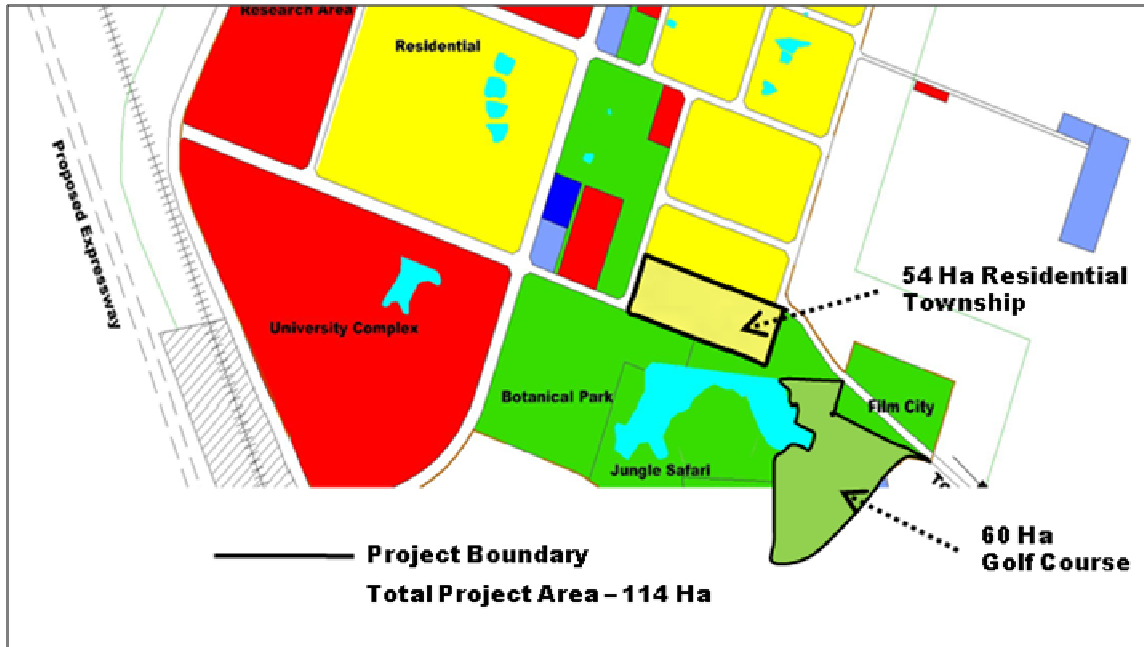 Research Area
Residential
Proposed Expressway
54 Ha Residential
Township
University Complex
Botanical Park
Film City
Jungle Safari
60 Ha
Golf Course
Project Boundary
Total Project Area – 114 Ha